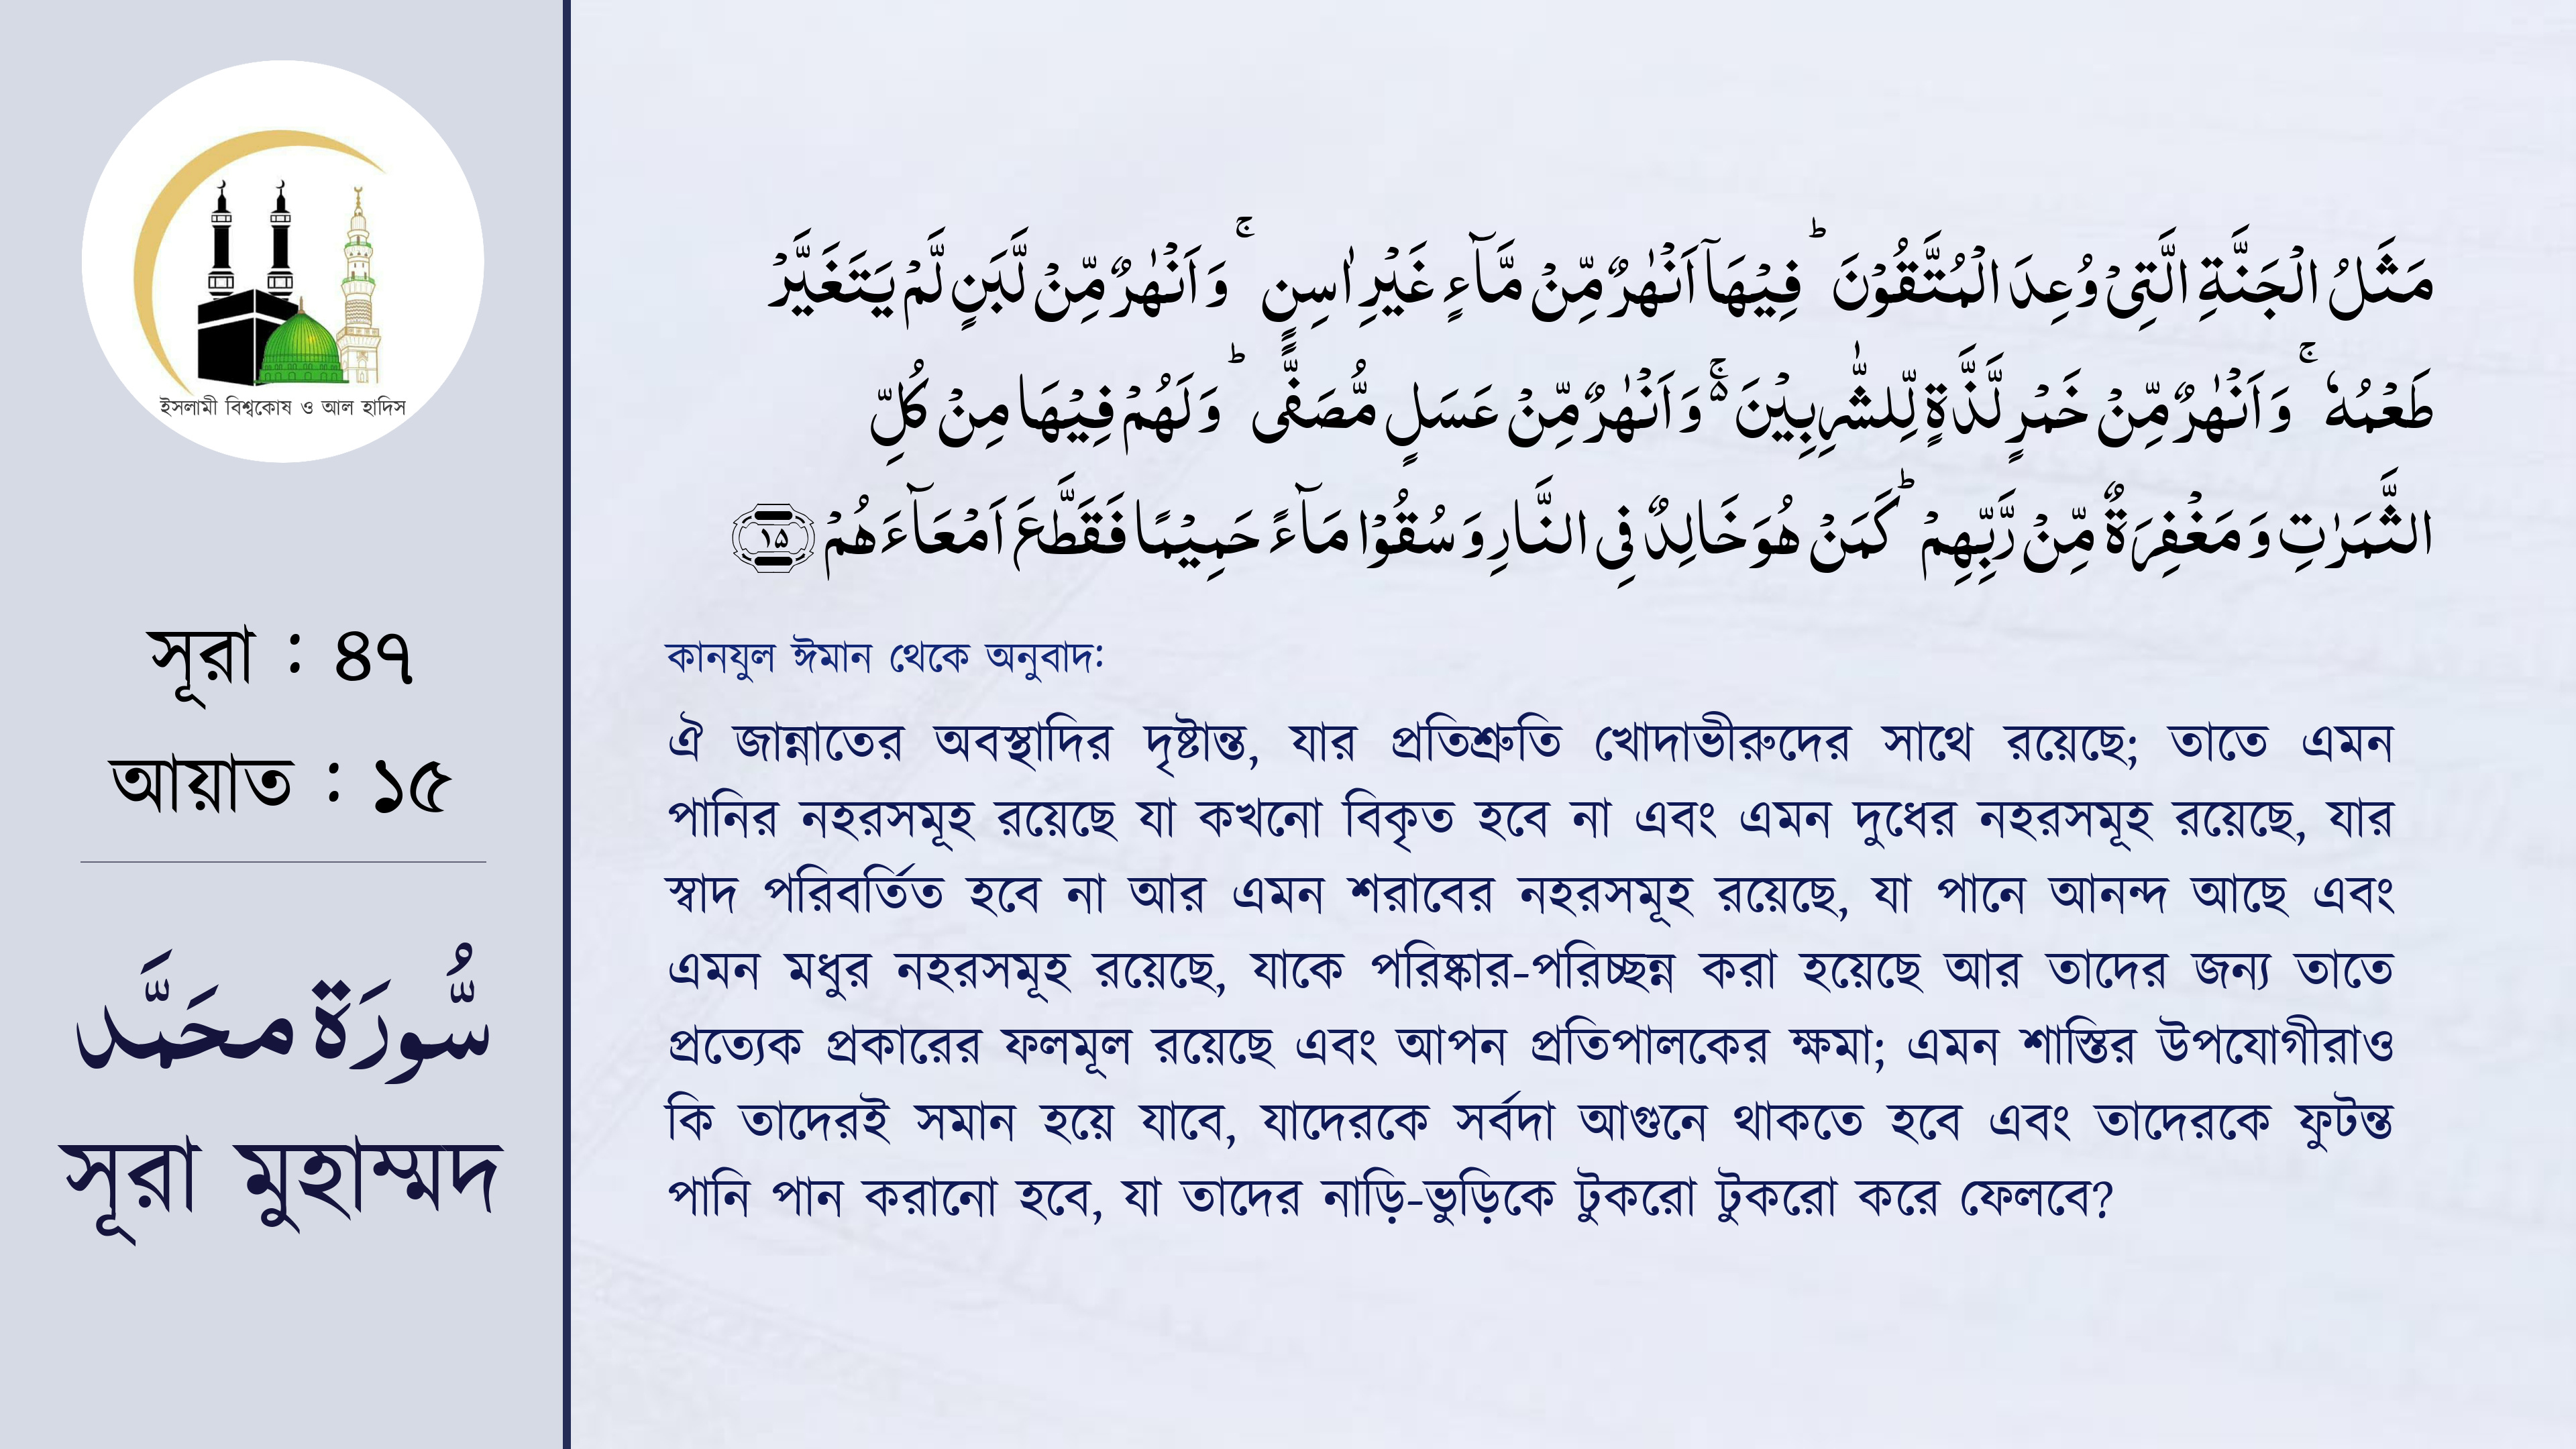 ইসলামী বিশ্বকোষ ও আল হাদিস
সূরা : ৪৭
আয়াত : ১৫
سُّورَة محَمَّد
সূরা মুহাম্মদ
مَثَلُ الْجَنَّةِ الَّتِیْ وُعِدَ الْمُتَّقُوْنَ ؕ فِیْهَاۤ اَنْهٰرٌ مِّنْ مَّآءٍ غَیْرِ اٰسِنٍ ۚ وَ اَنْهٰرٌ مِّنْ لَّبَنٍ لَّمْ یَتَغَیَّرْ
طَعْمُهٗ ۚ وَ اَنْهٰرٌ مِّنْ خَمْرٍ لَّذَّةٍ لِّلشّٰرِبِیْنَ ۬ۚ وَ اَنْهٰرٌ مِّنْ عَسَلٍ مُّصَفًّی ؕ وَ لَهُمْ فِیْهَا مِنْ كُلِّ
الثَّمَرٰتِ وَ مَغْفِرَةٌ مِّنْ رَّبِّهِمْ ؕ كَمَنْ هُوَ خَالِدٌ فِی النَّارِ وَ سُقُوْا مَآءً حَمِیْمًا فَقَطَّعَ اَمْعَآءَهُمْ ﴿۱۵﴾
কানযুল ঈমান থেকে অনুবাদ:
ঐ জান্নাতের অবস্থাদির দৃষ্টান্ত, যার প্রতিশ্রুতি খোদাভীরুদের সাথে রয়েছে; তাতে এমন
পানির নহরসমূহ রয়েছে যা কখনো বিকৃত হবে না এবং এমন দুধের নহরসমূহ রয়েছে, যার
স্বাদ পরিবর্তিত হবে না আর এমন শরাবের নহরসমূহ রয়েছে, যা পানে আনন্দ আছে এবং
এমন মধুর নহরসমূহ রয়েছে, যাকে পরিষ্কার-পরিচ্ছন্ন করা হয়েছে আর তাদের জন্য তাতে
প্রত্যেক প্রকারের ফলমূল রয়েছে এবং আপন প্রতিপালকের ক্ষমা; এমন শাস্তির উপযোগীরাও
কি তাদেরই সমান হয়ে যাবে, যাদেরকে সর্বদা আগুনে থাকতে হবে এবং তাদেরকে ফুটন্ত
পানি পান করানো হবে, যা তাদের নাড়ি-ভুড়িকে টুকরো টুকরো করে ফেলবে?